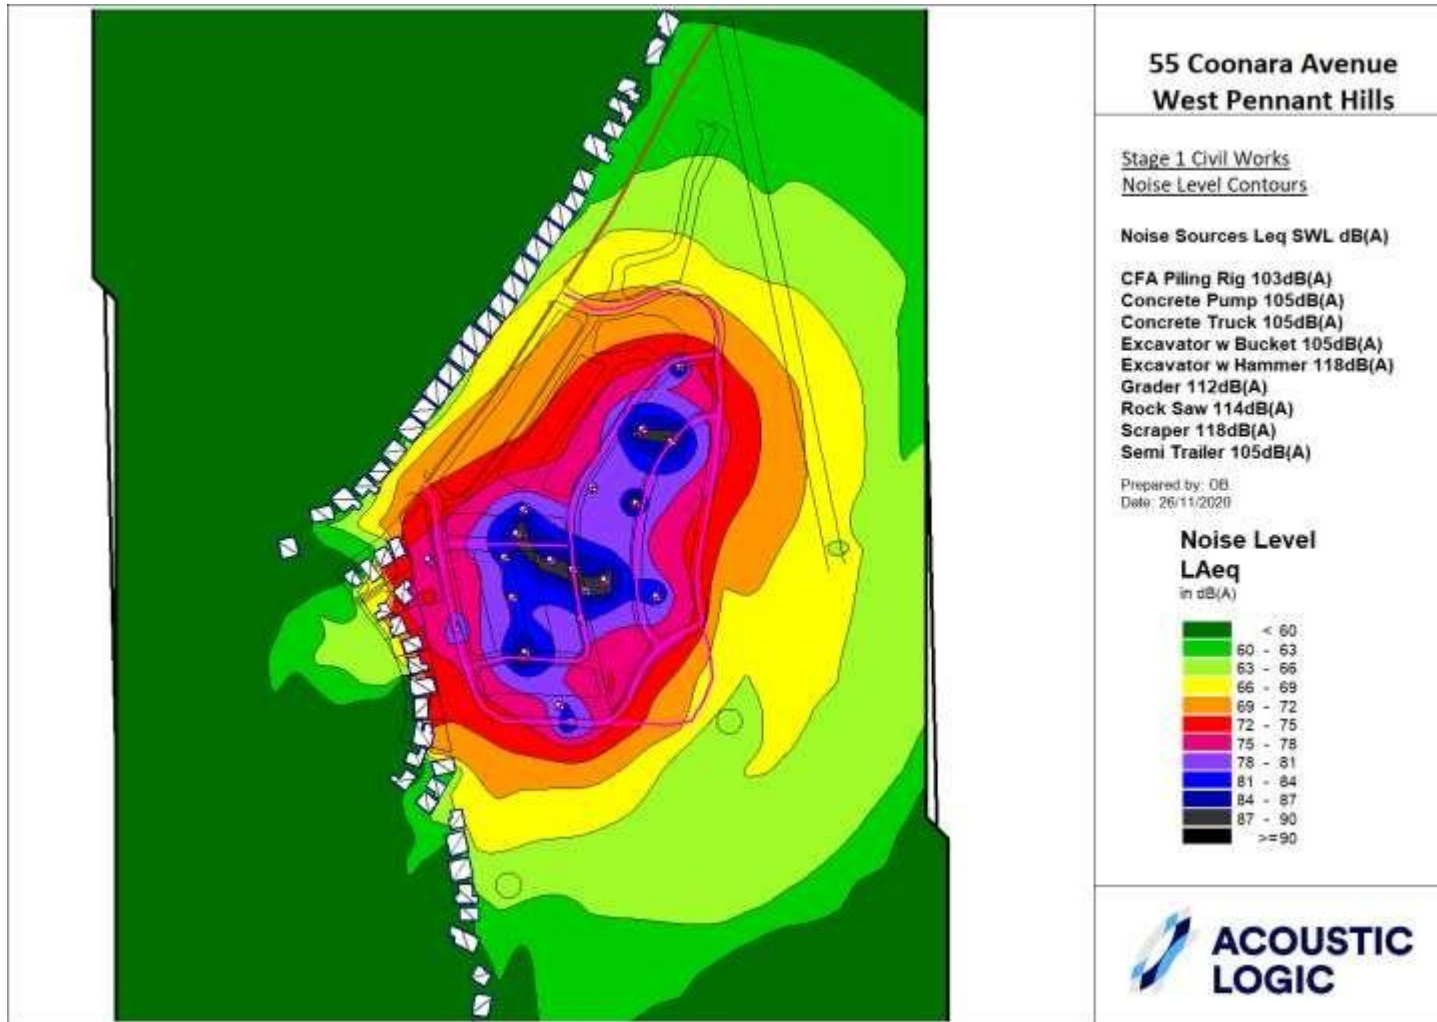 55 Coonara Avenue
West Pennant Hills
Stage 1 Civil Works
Noise Level Contours
Noise Sources Leq SWL dB(A)
CFA Piling Rig 103dB(A)
Concrete Pump 105dB(A)
Concrete Truck 105dB(A)
Excavator w Bucket 105dB(A)
Excavator w Hammer 118dB(A)
Grader 112dB(A)
Rock Saw 114dB(A)
Scraper 118dB(A)
Semi Trailer 105dB(A)
Prepared by: OB
Date: 26/11/2020
Noise Level
LAeq
in dB(A)
< 60
60 - 63
63 - 66
66 - 69
69 - 72
72 - 75
75 - 78
78 - 81
81 - 84
84 - 87
87 - 90
>=90
ACOUSTIC
LOGIC